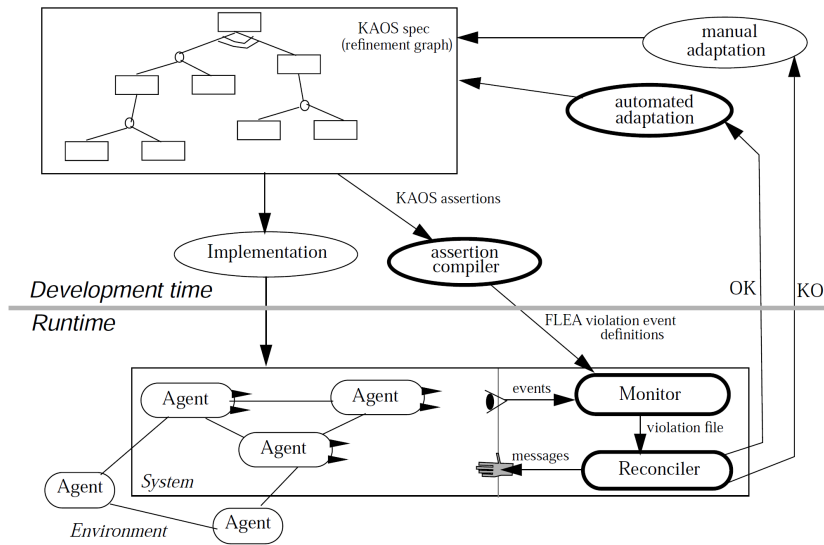 KAOS spec
(refinement graph)
manual
adaptation
automated
adaptation
KAOS assertions
Implementation
assertion
compiler
Development time
OK
KO
Runtime
FLEA violation event
definitions
Agent
Agent
events
Monitor
Agent
violation file
messages
Reconciler
System
Agent
Agent
Environment